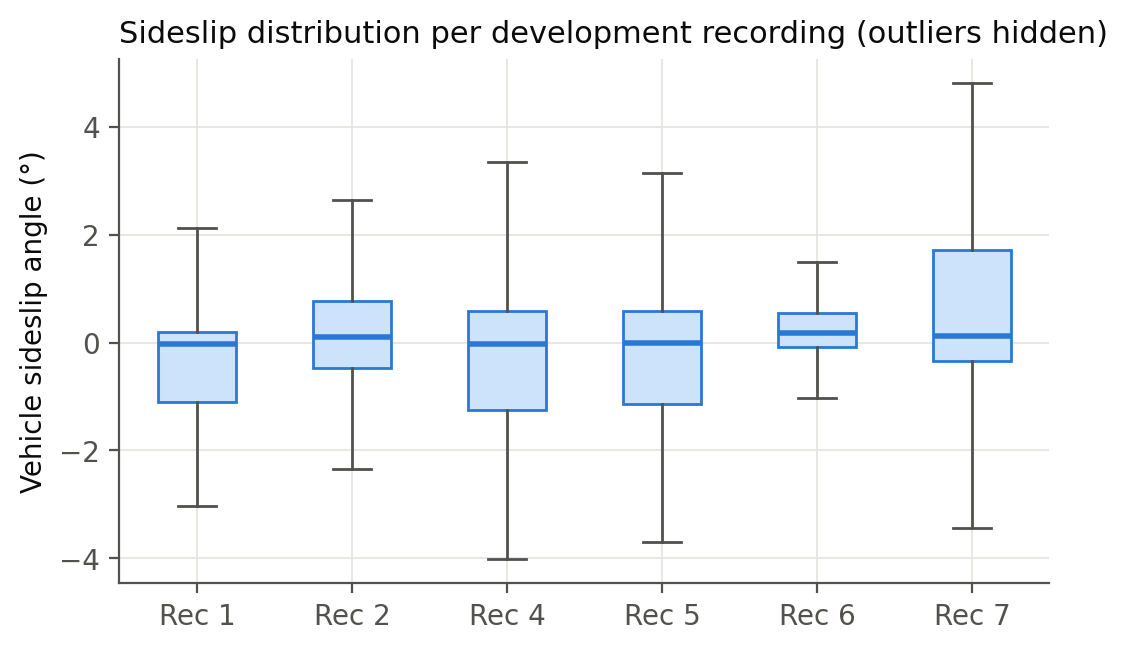 Sideslip distribution per development recording (outliers hidden)
Vehicle sideslip angle (°)
4
2
0
−2
−4
Rec 1 Rec 2 Rec 4 Rec 5 Rec 6 Rec 7